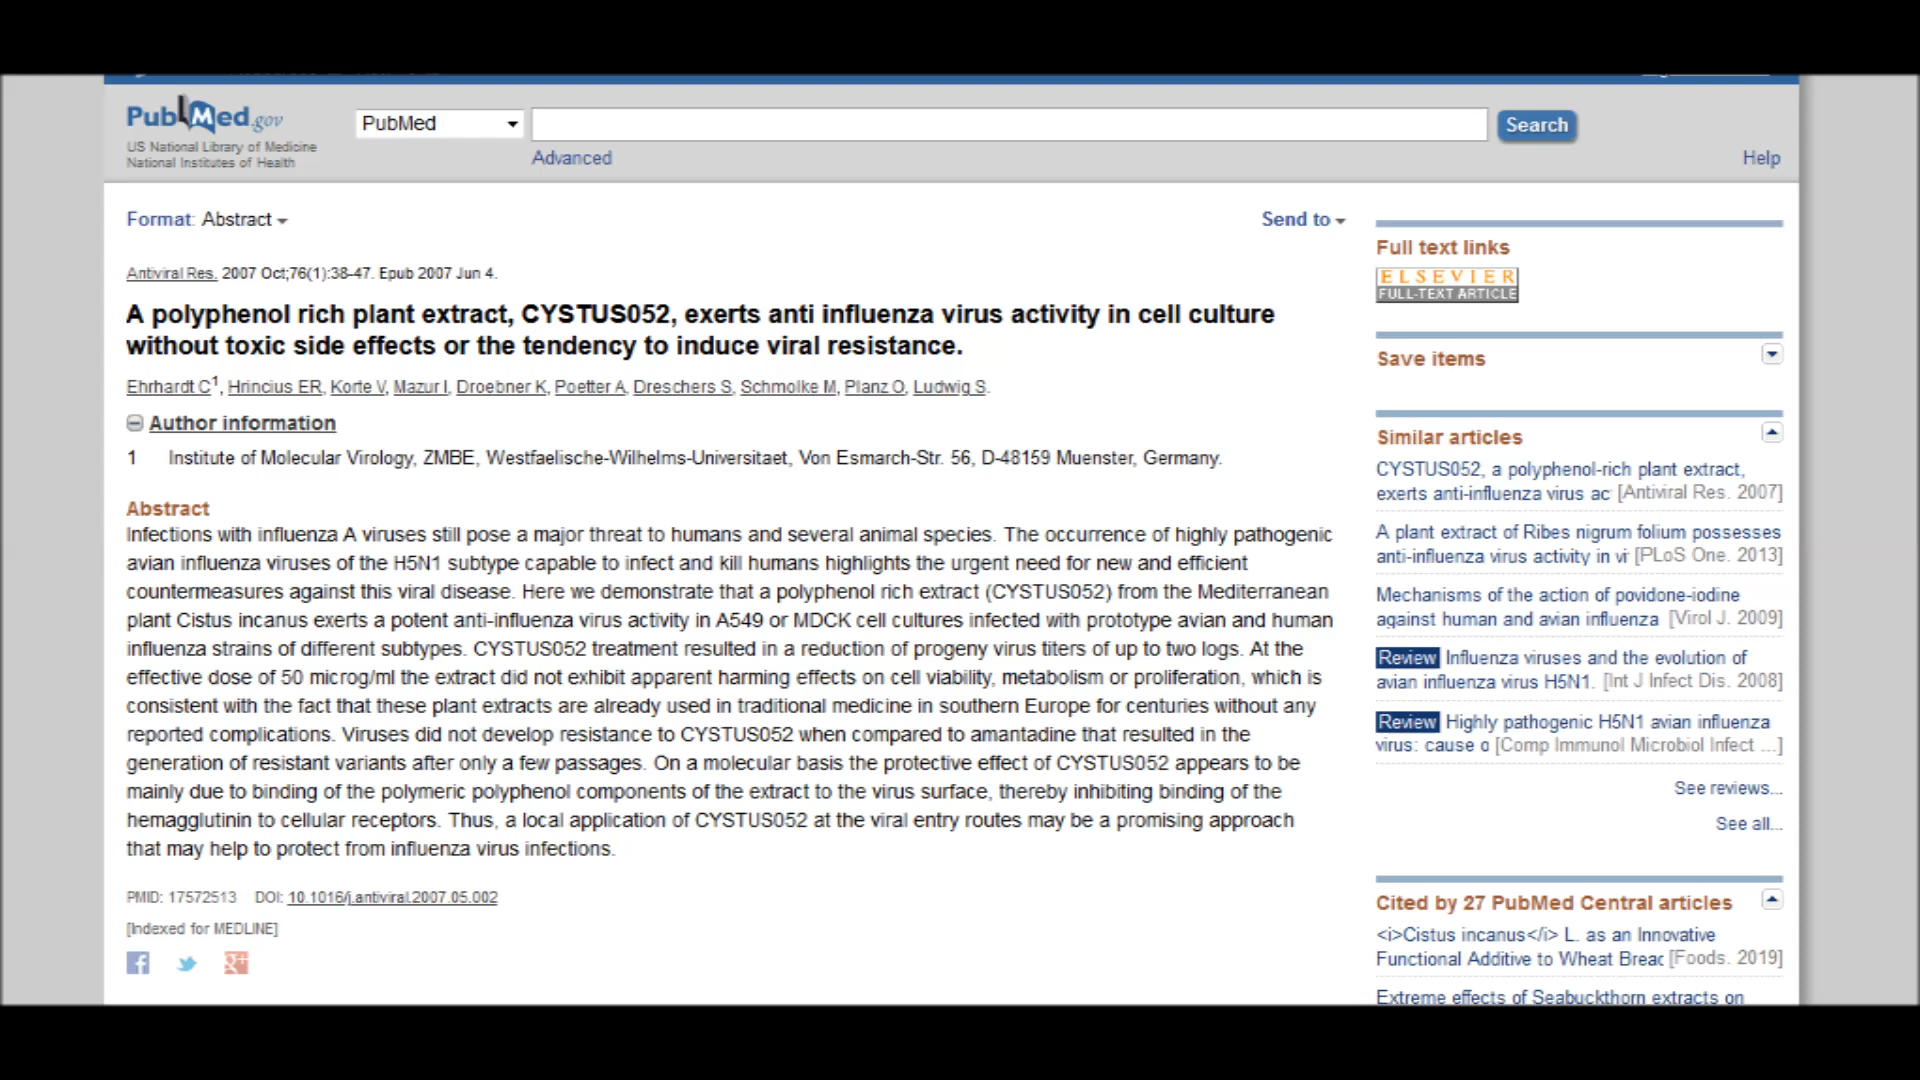 PubMed.gov
US National Library of Medicine
National Institutes of Health
PubMed
Search
Advanced
Help
Format: Abstract
Send to
Antiviral Res. 2007 Oct;76(1):38-47. Epub 2007 Jun 4.
A polyphenol rich plant extract, CYSTUS052, exerts anti influenza virus activity in cell culture
without toxic side effects or the tendency to induce viral resistance.
Ehrhardt C1, Hrincius ER, Korte V, Mazur I, Droebner K, Poetter A, Dreschers S, Schmolke M, Planz O, Ludwig S.
Author information
1 Institute of Molecular Virology, ZMBE, Westfaelische-Wilhelms-Universitaet, Von Esmarch-Str. 56, D-48159 Muenster, Germany.
Abstract
Infections with influenza A viruses still pose a major threat to humans and several animal species. The occurrence of highly pathogenic
avian influenza viruses of the H5N1 subtype capable to infect and kill humans highlights the urgent need for new and efficient
countermeasures against this viral disease. Here we demonstrate that a polyphenol rich extract (CYSTUS052) from the Mediterranean
plant Cistus incanus exerts a potent anti-influenza virus activity in A549 or MDCK cell cultures infected with prototype avian and human
influenza strains of different subtypes. CYSTUS052 treatment resulted in a reduction of progeny virus titers of up to two logs. At the
effective dose of 50 microg/ml the extract did not exhibit apparent harming effects on cell viability, metabolism or proliferation, which is
consistent with the fact that these plant extracts are already used in traditional medicine in southern Europe for centuries without any
reported complications. Viruses did not develop resistance to CYSTUS052 when compared to amantadine that resulted in the
generation of resistant variants after only a few passages. On a molecular basis the protective effect of CYSTUS052 appears to be
mainly due to binding of the polymeric polyphenol components of the extract to the virus surface, thereby inhibiting binding of the
hemagglutinin to cellular receptors. Thus, a local application of CYSTUS052 at the viral entry routes may be a promising approach
that may help to protect from influenza virus infections.
PMID: 17572513 DOI: 10.1016/j.antiviral.2007.05.002
[Indexed for MEDLINE]
Full text links
ELSEVIER
FULL-TEXT ARTICLE
Save items
Similar articles
CYSTUS052, a polyphenol-rich plant extract,
exerts anti-influenza virus ac [Antiviral Res. 2007]
A plant extract of Ribes nigrum folium possesses
anti-influenza virus activity in vi [PLoS One. 2013]
Mechanisms of the action of povidone-iodine
against human and avian influenza [Virol J. 2009]
Review Influenza viruses and the evolution of
avian influenza virus H5N1. [Int J Infect Dis. 2008]
Review Highly pathogenic H5N1 avian influenza
virus: cause o [Comp Immunol Microbiol Infect ...]
See reviews...
See all...
Cited by 27 PubMed Central articles
<i>Cistus incanus</i> L. as an Innovative
Functional Additive to Wheat Breac [Foods. 2019]
Extreme effects of Seabuckthorn extracts on